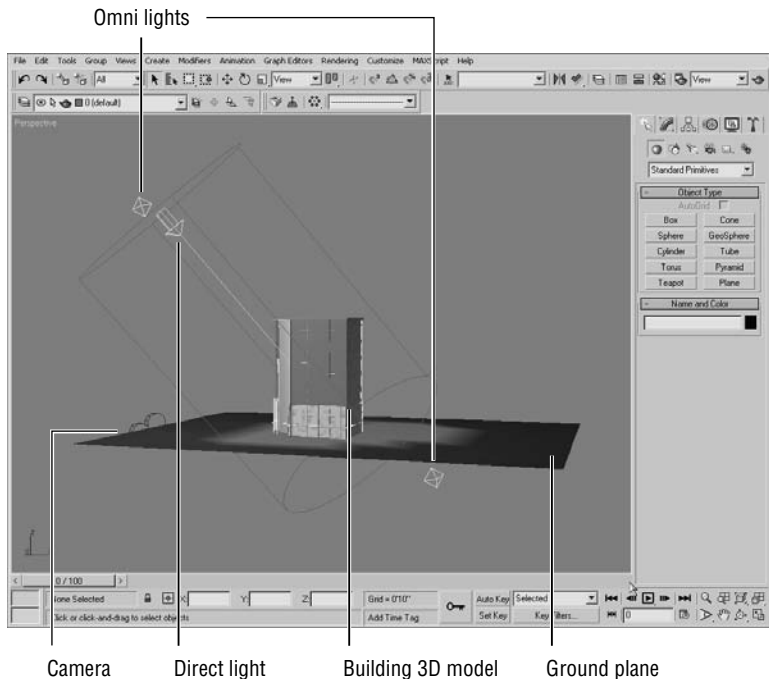 Omni lights
File Edit Tools Group Views Create Modifiers Animation Graph Editors Rendering Customize MAXScript Help
All View View
0 (default)
Perspective
Standard Primitives
- Object Type
AutoGrid
Box Cone
Sphere GeoSphere
Cylinder Tube
Torus Pyramid
Teapot Plane
- Name and Color
z
< 0 / 100 >
None Selected X: Y: Z: Grid = 0'10" Auto Key Selected
Click or click-and-drag to select objects Add Time Tag Set Key Key Filters... 0
Camera Direct light Building 3D model Ground plane